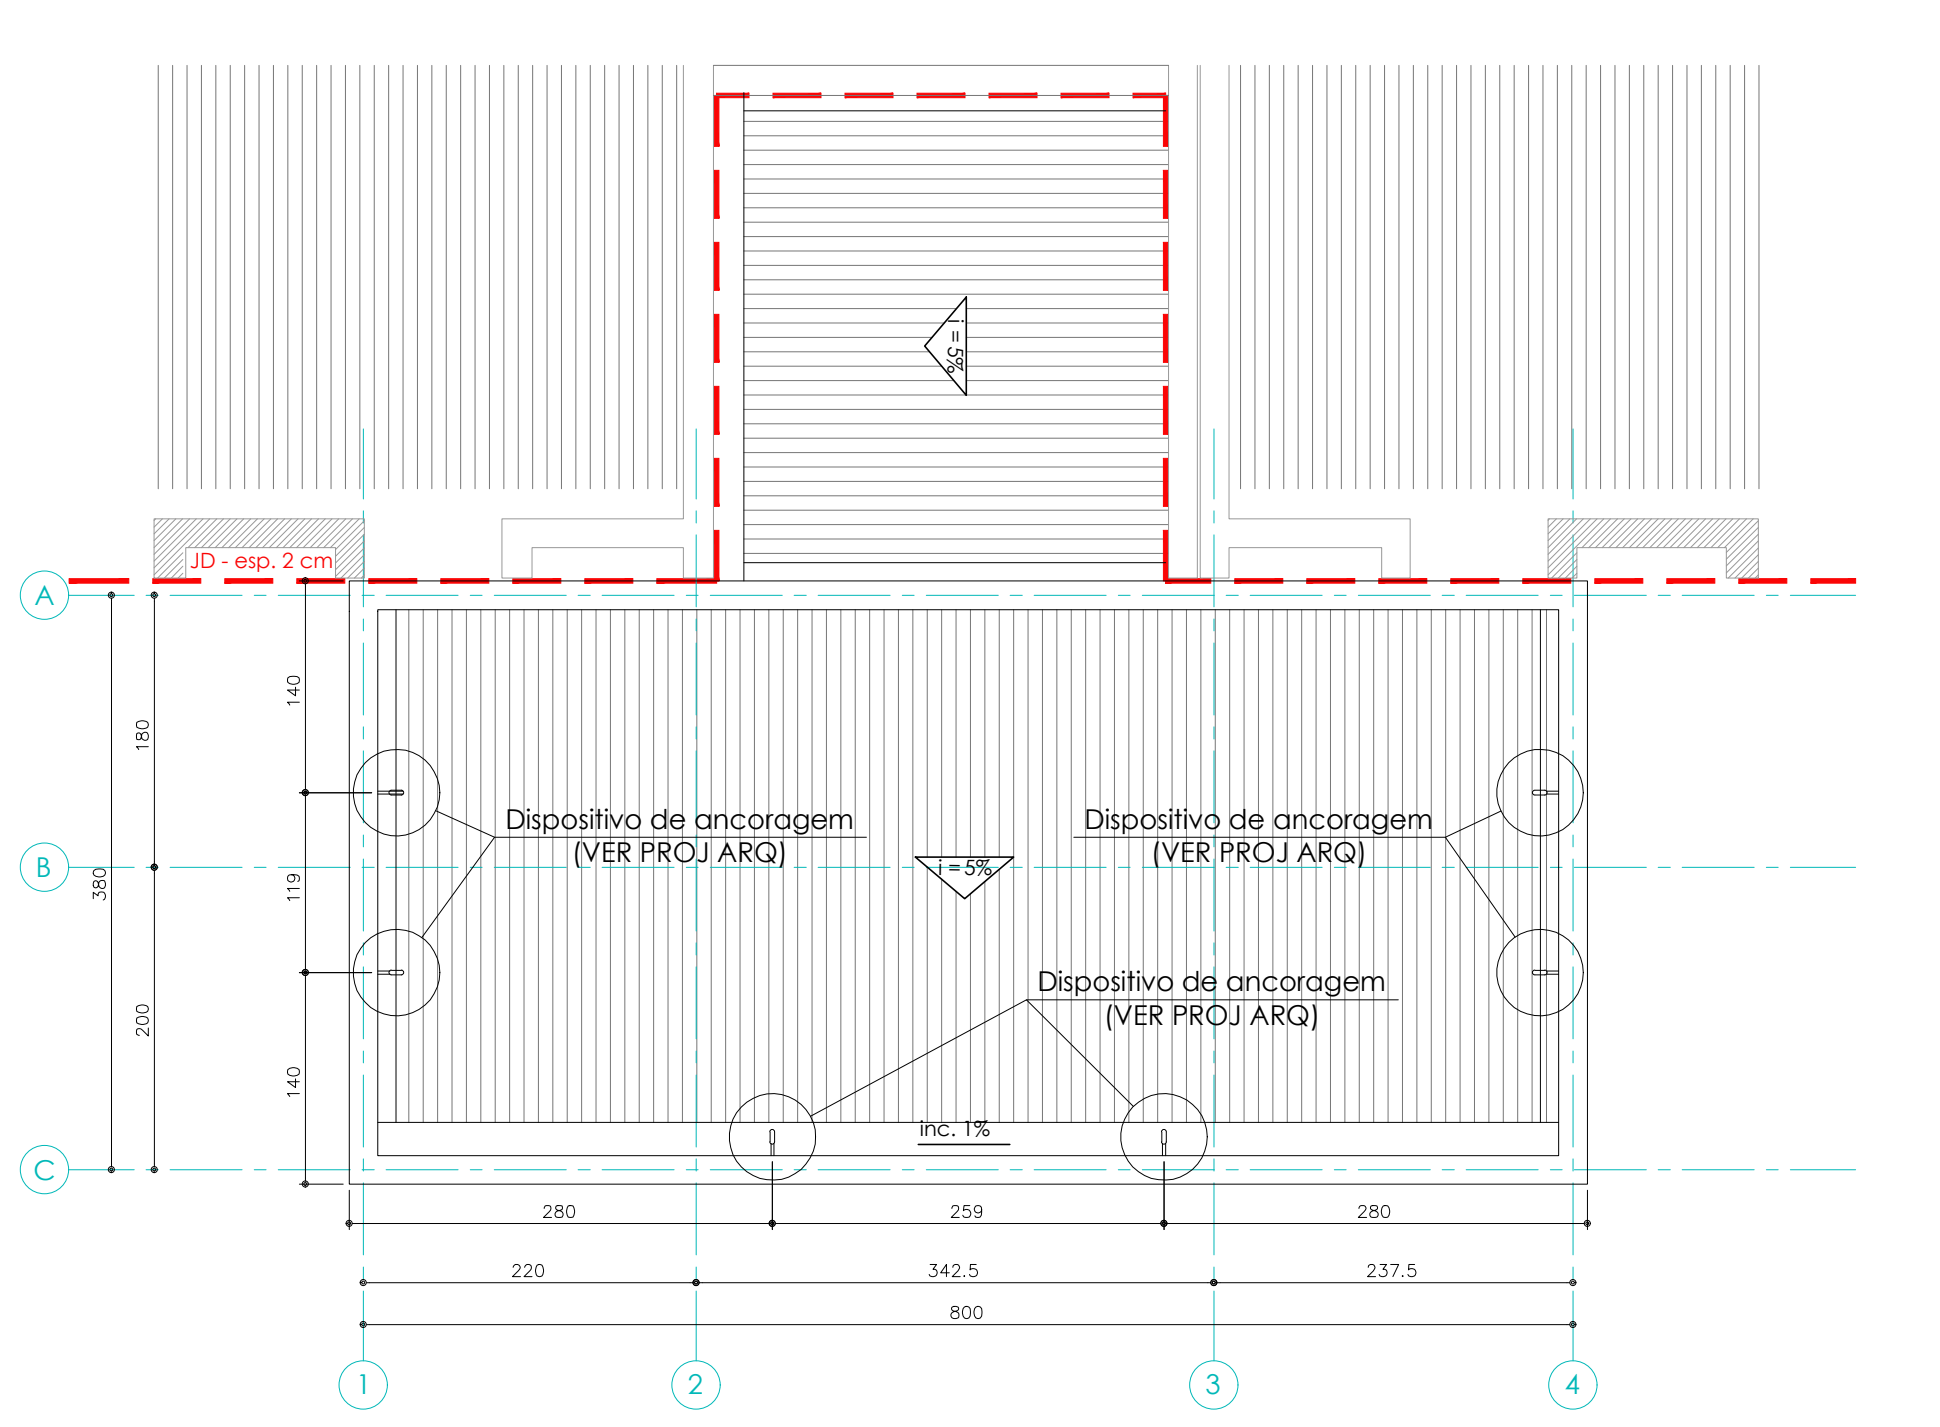 i = 5%
JD - esp. 2 cm
A
140
180
Dispositivo de ancoragem
(VER PROJ ARQ)
Dispositivo de ancoragem
(VER PROJ ARQ)
B
380
119
i = 5%
Dispositivo de ancoragem
(VER PROJ ARQ)
200
140
inc. 1%
C
280
259
280
220
342.5
237.5
800
1
2
3
4